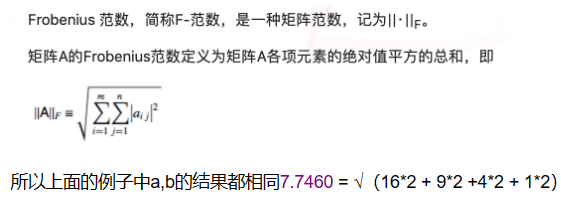 Frobenius 范数，简称F-范数，是一种矩阵范数，记为||·||F。
矩阵A的Frobenius范数定义为矩阵A各项元素的绝对值平方的总和，即
||A||F ≡ √(∑i=1m ∑j=1n |aij|2)
所以上面的例子中a,b的结果都相同7.7460 = √（16*2 + 9*2 +4*2 + 1*2）